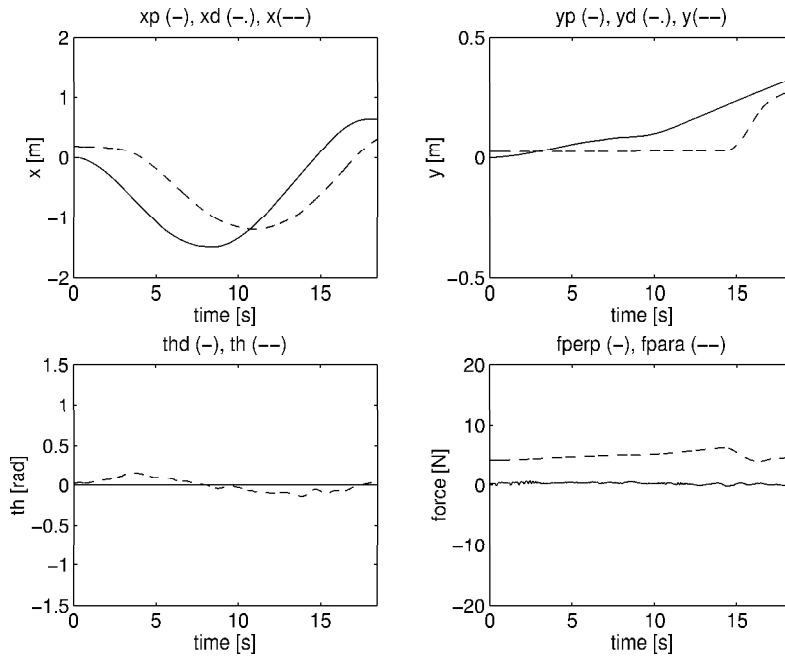 xp (−), xd (−.), x(−−)
2
1
0
−1
−2
x [m]
0 5 10 15
time [s]
yp (−), yd (−.), y(−−)
0.5
0
−0.5
y [m]
0 5 10 15
time [s]
thd (−), th (−−)
1.5
1
0.5
0
−0.5
−1
−1.5
th [rad]
0 5 10 15
time [s]
fperp (−), fpara (−−)
20
10
0
−10
−20
force [N]
0 5 10 15
time [s]